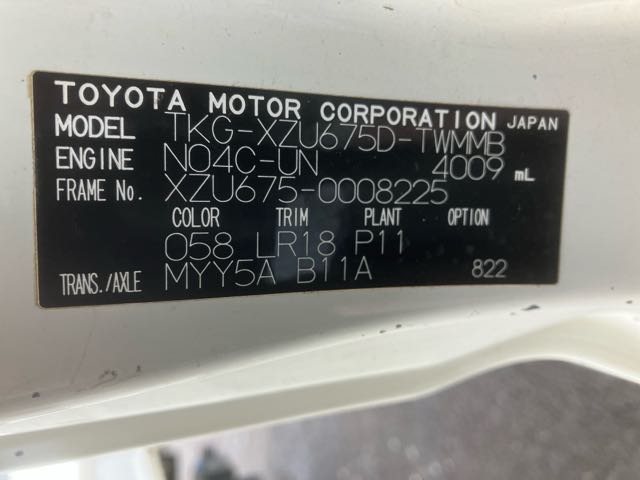 TOYOTA MOTOR CORPORATION JAPAN
MODEL TKG-XZU675D-TWMMB
ENGINE N04C-UN 4009 mL
FRAME No. XZU675-0008225
COLOR TRIM PLANT OPTION
058 LR18 P11
TRANS./AXLE MYY5A B11A 822